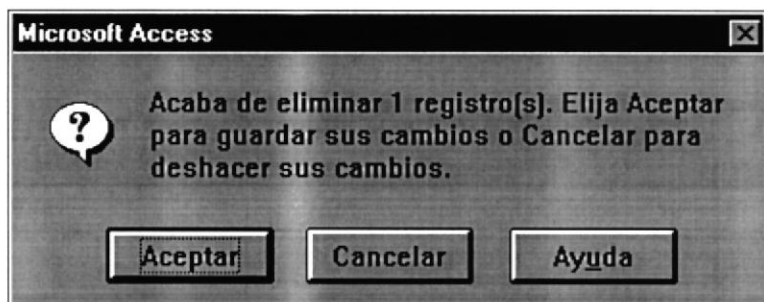 Microsoft Access
Acaba de eliminar 1 registro(s). Elija Aceptar
para guardar sus cambios o Cancelar para
deshacer sus cambios.
Aceptar Cancelar Ayuda